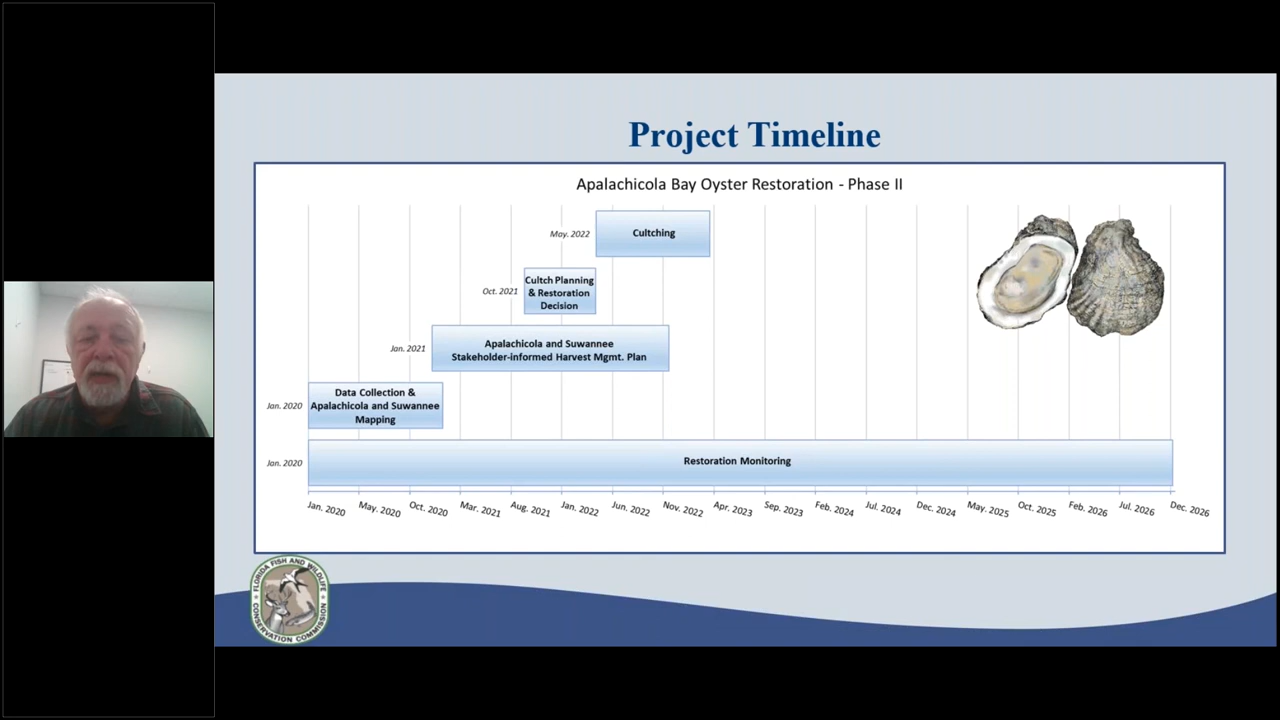 Project Timeline
Apalachicola Bay Oyster Restoration - Phase II
May. 2022
Cultching
Oct. 2021
Cultch Planning
& Restoration
Decision
Jan. 2021
Apalachicola and Suwannee
Stakeholder-informed Harvest Mgmt. Plan
Jan. 2020
Data Collection &
Apalachicola and Suwannee
Mapping
Jan. 2020
Restoration Monitoring
Jan. 2020 May. 2020 Oct. 2020 Mar. 2021 Aug. 2021 Jan. 2022 Jun. 2022 Nov. 2022 Apr. 2023 Sep. 2023 Feb. 2024 Jul. 2024 Dec. 2024 May. 2025 Oct. 2025 Feb. 2026 Jul. 2026 Dec. 2026
FLORIDA FISH AND WILDLIFE
CONSERVATION COMMISSION